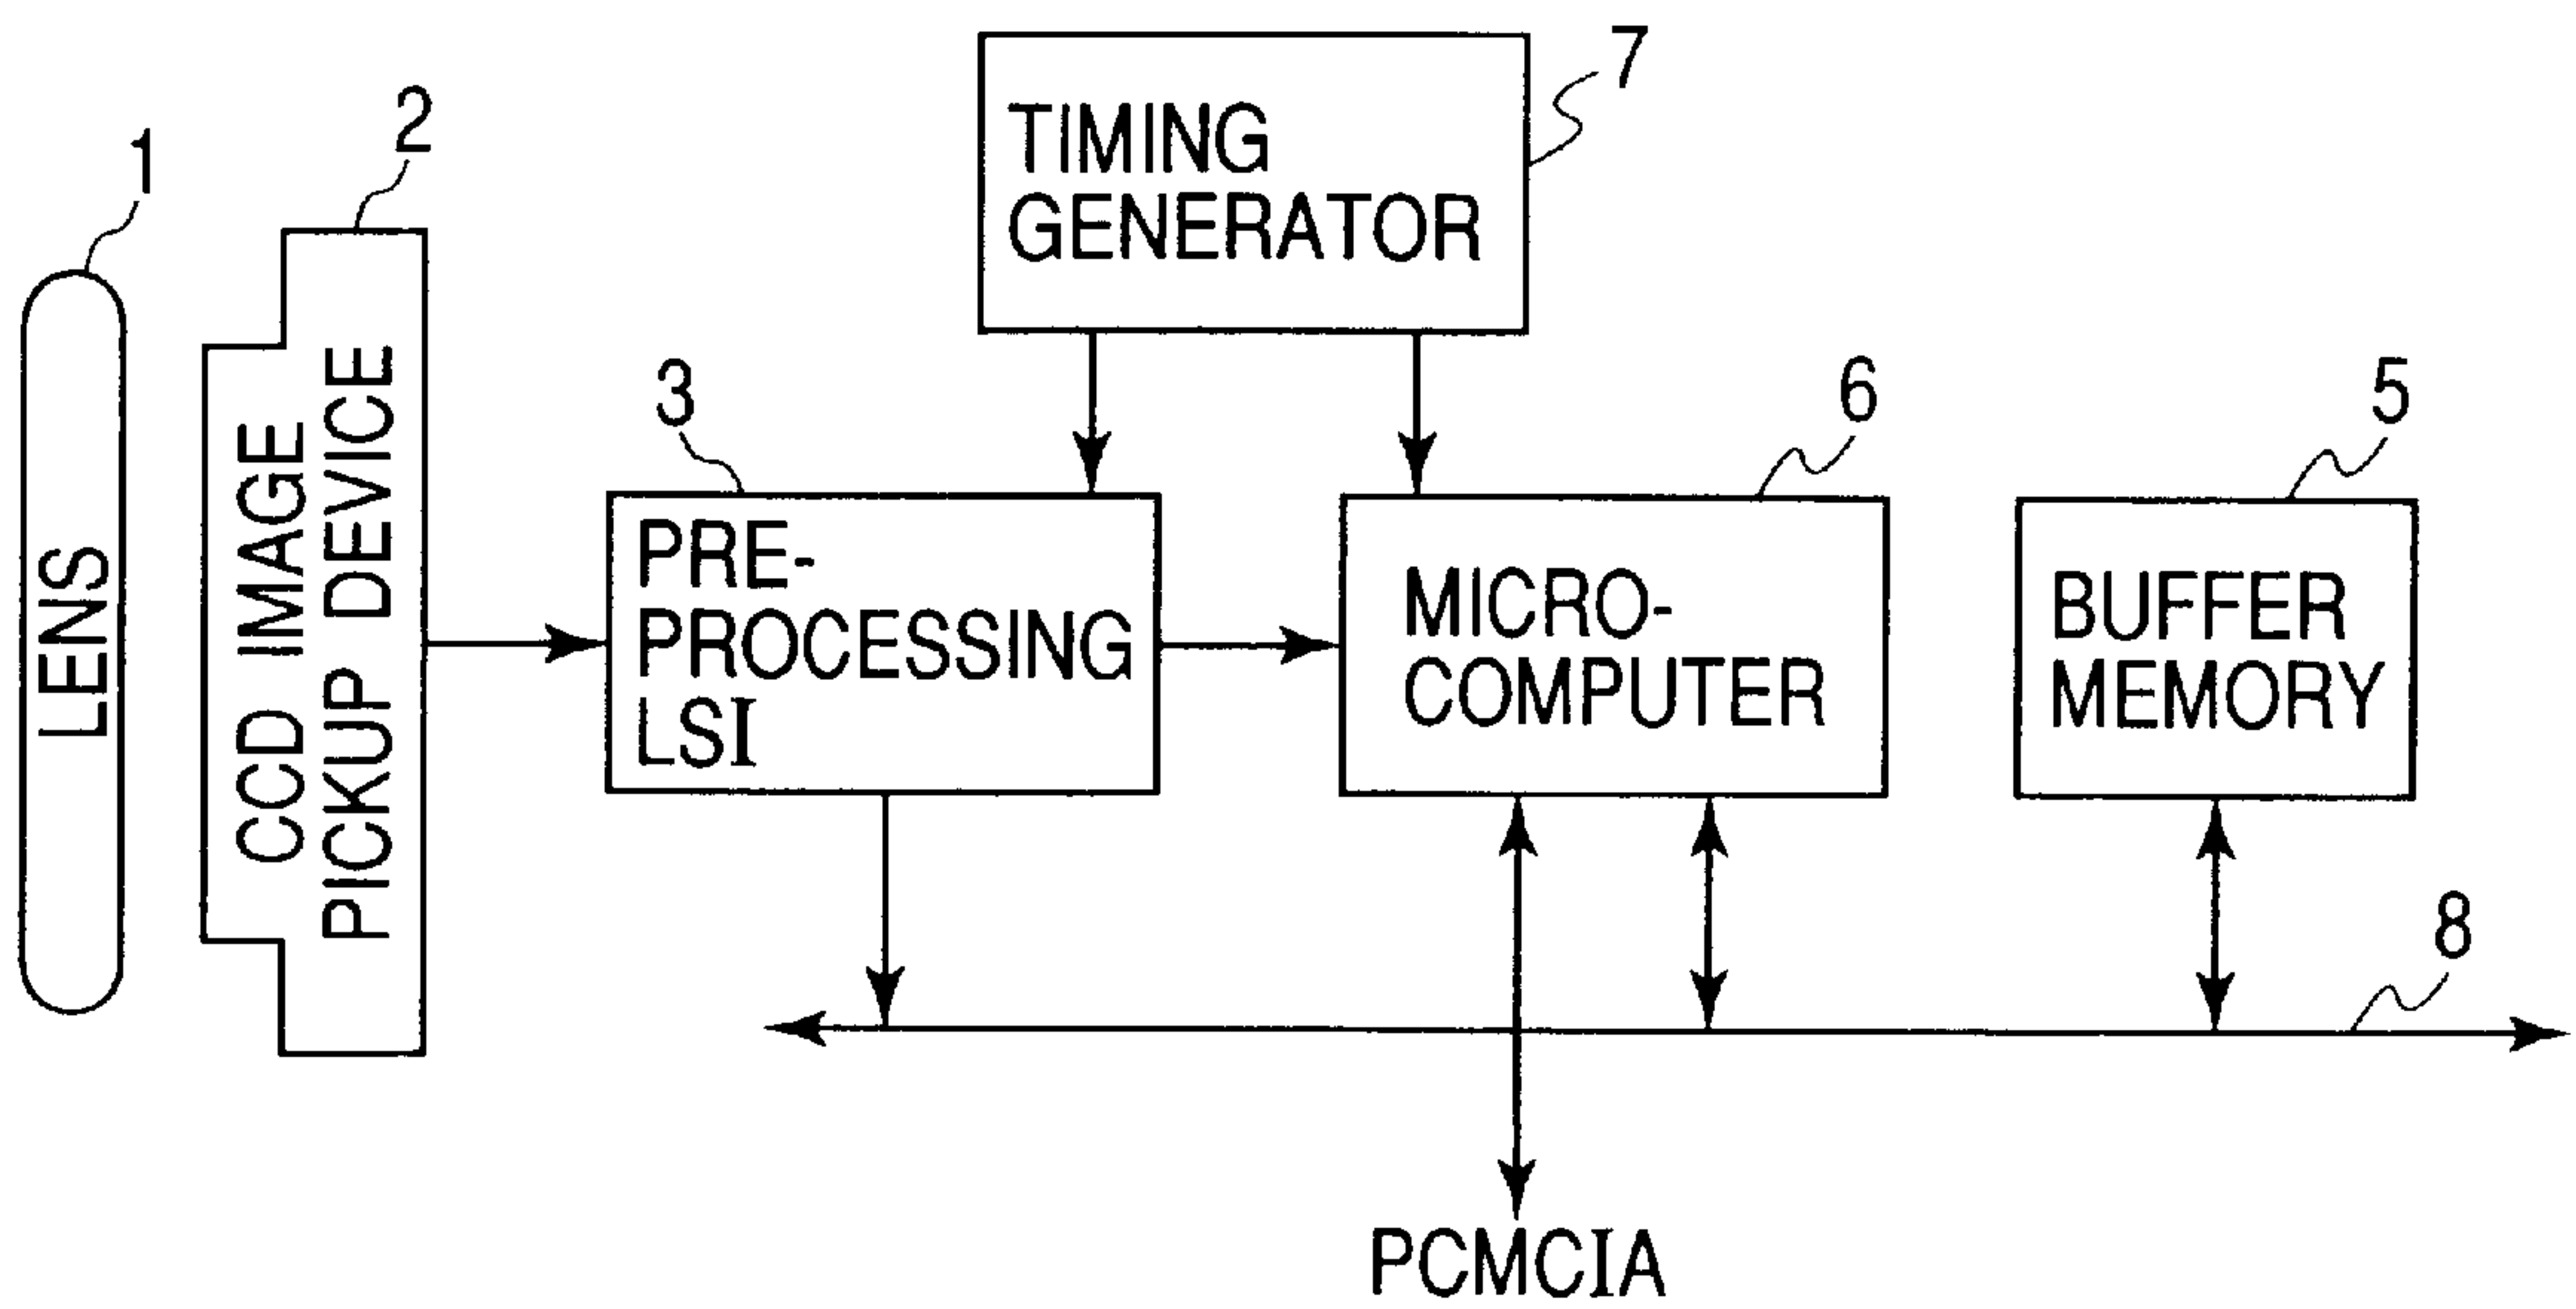 7
TIMING
GENERATOR
2
1
3
6
5
LENS
CCD IMAGE
PICKUP DEVICE
PRE-
PROCESSING
LSI
MICRO-
COMPUTER
BUFFER
MEMORY
8
PCMCIA